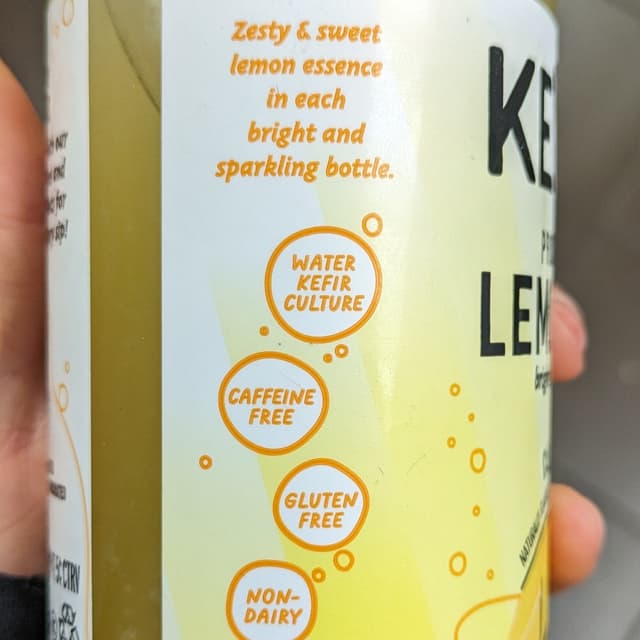 Zesty & sweet
lemon essence
in each
bright and
sparkling bottle.
WATER
KEFIR
CULTURE
CAFFEINE
FREE
GLUTEN
FREE
NON-
DAIRY
KE
LEM